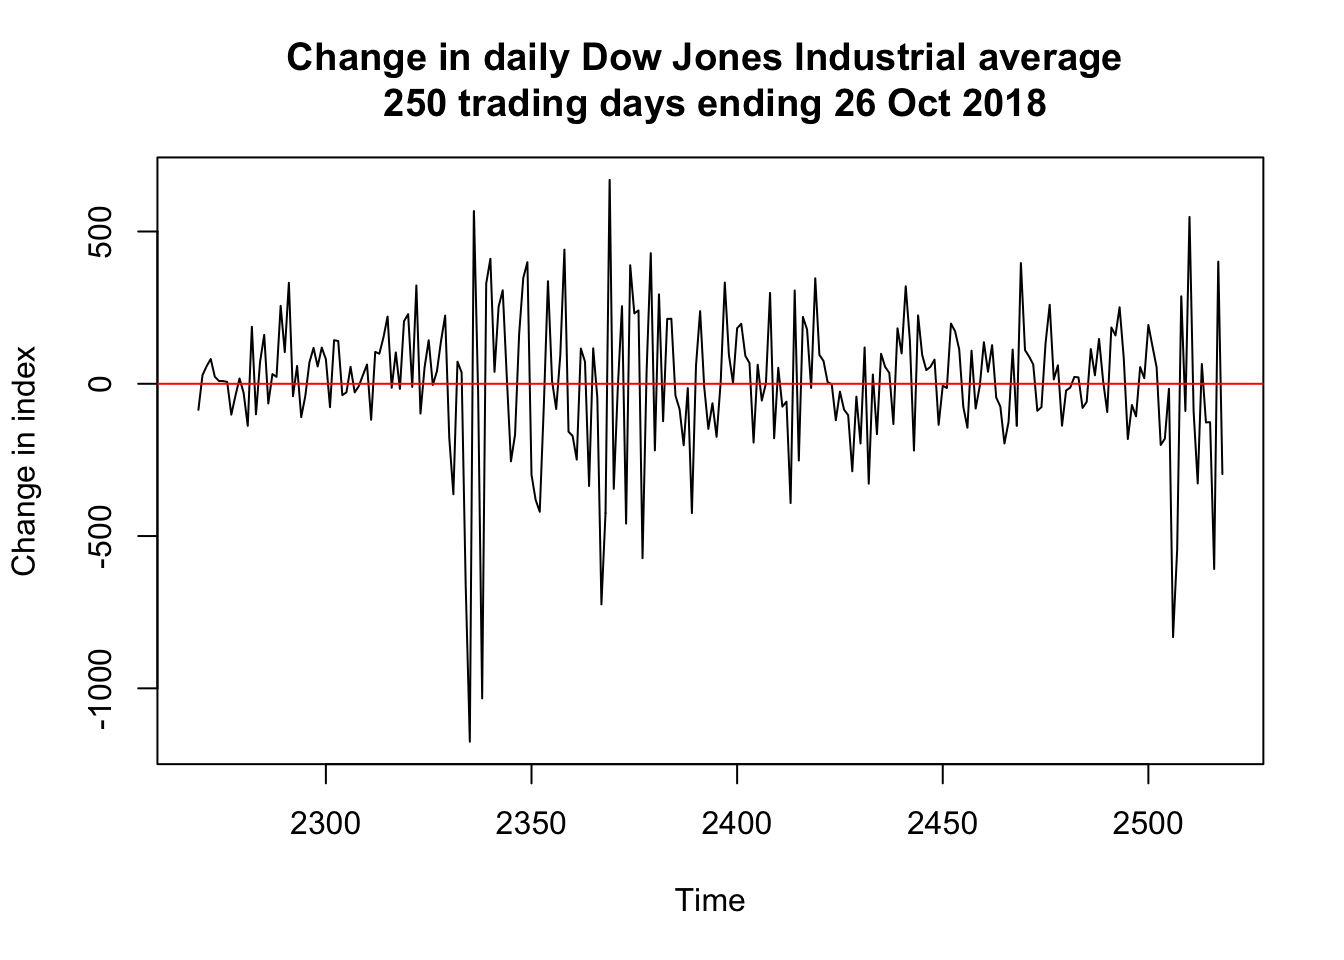 Change in daily Dow Jones Industrial average
250 trading days ending 26 Oct 2018
Change in index
500
0
-500
-1000
2300 2350 2400 2450 2500
Time